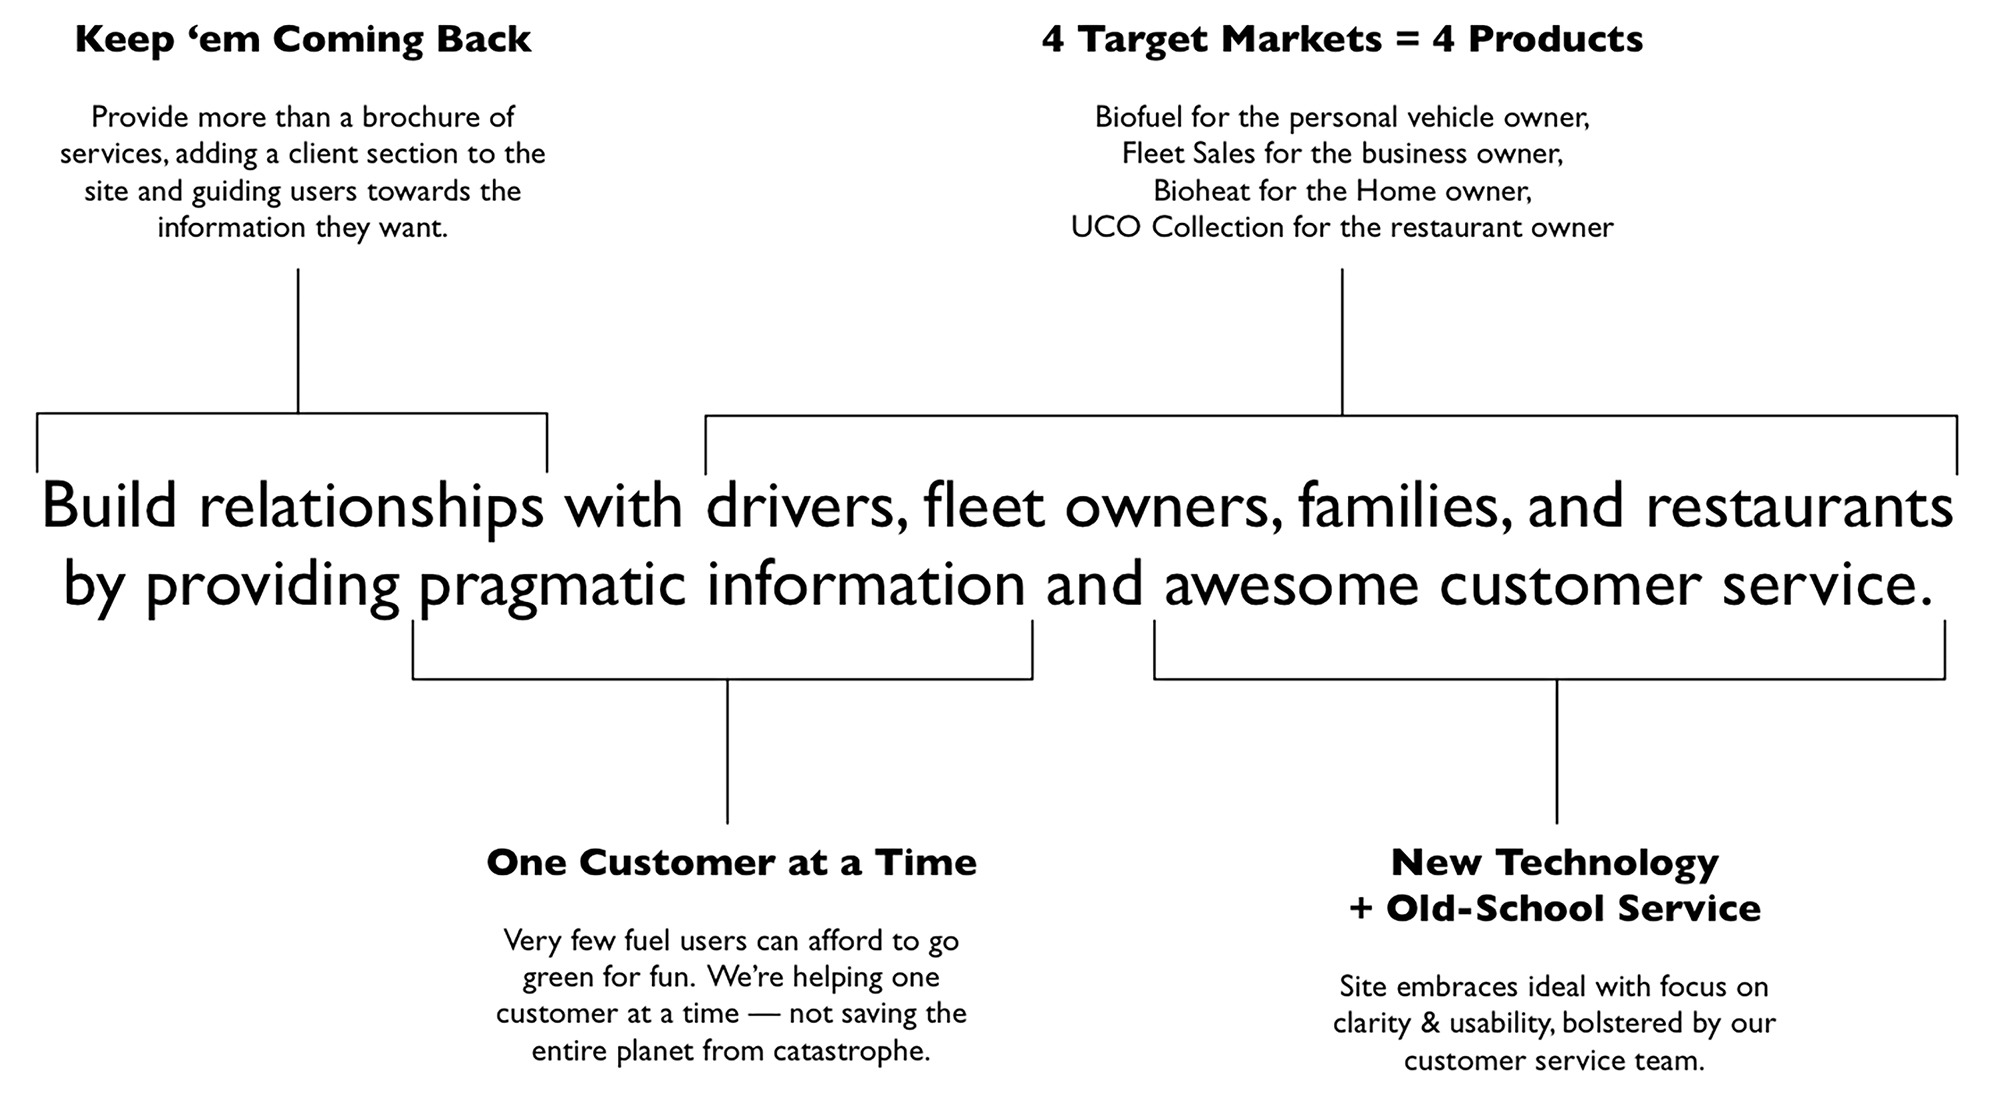 Keep ‘em Coming Back
Provide more than a brochure of
services, adding a client section to the
site and guiding users towards the
information they want.
4 Target Markets = 4 Products
Biofuel for the personal vehicle owner,
Fleet Sales for the business owner,
Bioheat for the Home owner,
UCO Collection for the restaurant owner
Build relationships with drivers, fleet owners, families, and restaurants
by providing pragmatic information and awesome customer service.
One Customer at a Time
Very few fuel users can afford to go
green for fun. We’re helping one
customer at a time — not saving the
entire planet from catastrophe.
New Technology
+ Old-School Service
Site embraces ideal with focus on
clarity & usability, bolstered by our
customer service team.